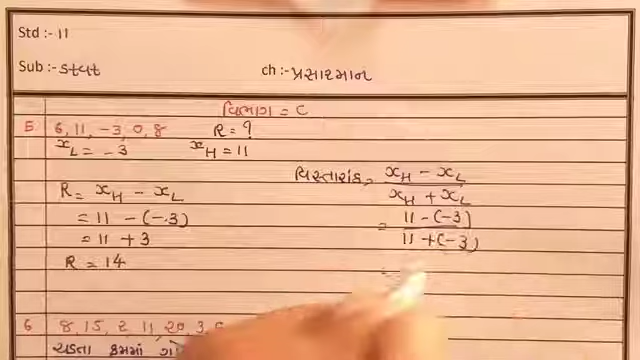 Std :- 11
Sub :- સ્ટેટ ch :- પ્રસારમાન
વિભાગ = C
5 6, 11, -3, 0, 8 R = ?
xL = -3 xH = 11
R = xH - xL
= 11 - (-3)
= 11 + 3
R = 14
વિસ્તારાંક = xH - xL
xH + xL
= 11 - (-3)
11 + (-3)
=
6 8, 15, 2, 11, 20, 3,
ચડતા ક્રમમાં